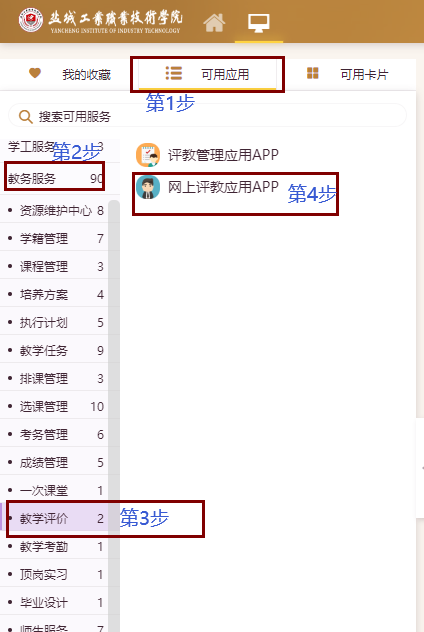 盐城工业职业技术学院
YANCHENG INSTITUTE OF INDUSTRY TECHNOLOGY
我的收藏
可用应用
可用卡片
第1步
搜索可用服务
学工服务 3
第2步
教务服务 90
资源维护中心 8
学籍管理 7
课程管理 3
培养方案 4
执行计划 5
教学任务 9
排课管理 3
选课管理 10
考务管理 6
成绩管理 5
一次课堂 1
教学评价 2
第3步
教学考勤 1
顶岗实习 1
毕业设计 1
师生服务 7
评教管理应用APP
网上评教应用APP
第4步